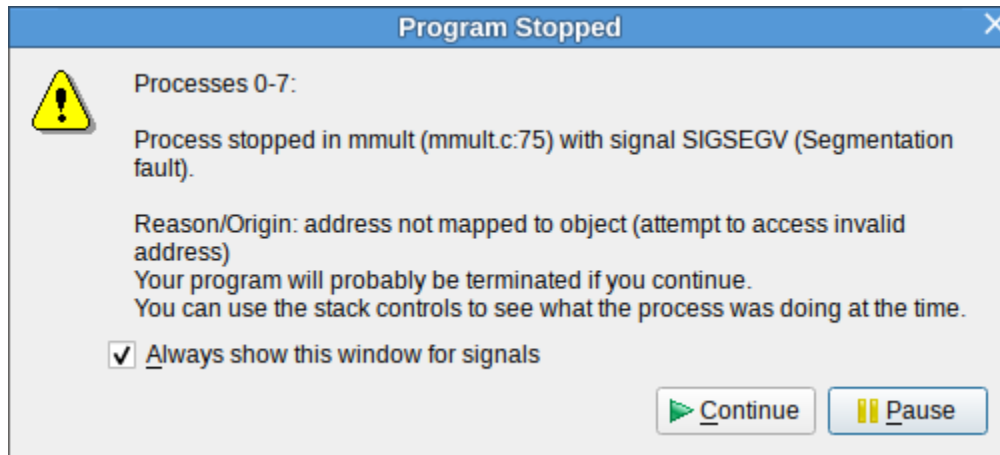 Program Stopped
Processes 0-7:
Process stopped in mmult (mmult.c:75) with signal SIGSEGV (Segmentation
fault).
Reason/Origin: address not mapped to object (attempt to access invalid
address)
Your program will probably be terminated if you continue.
You can use the stack controls to see what the process was doing at the time.
Always show this window for signals
Continue
Pause